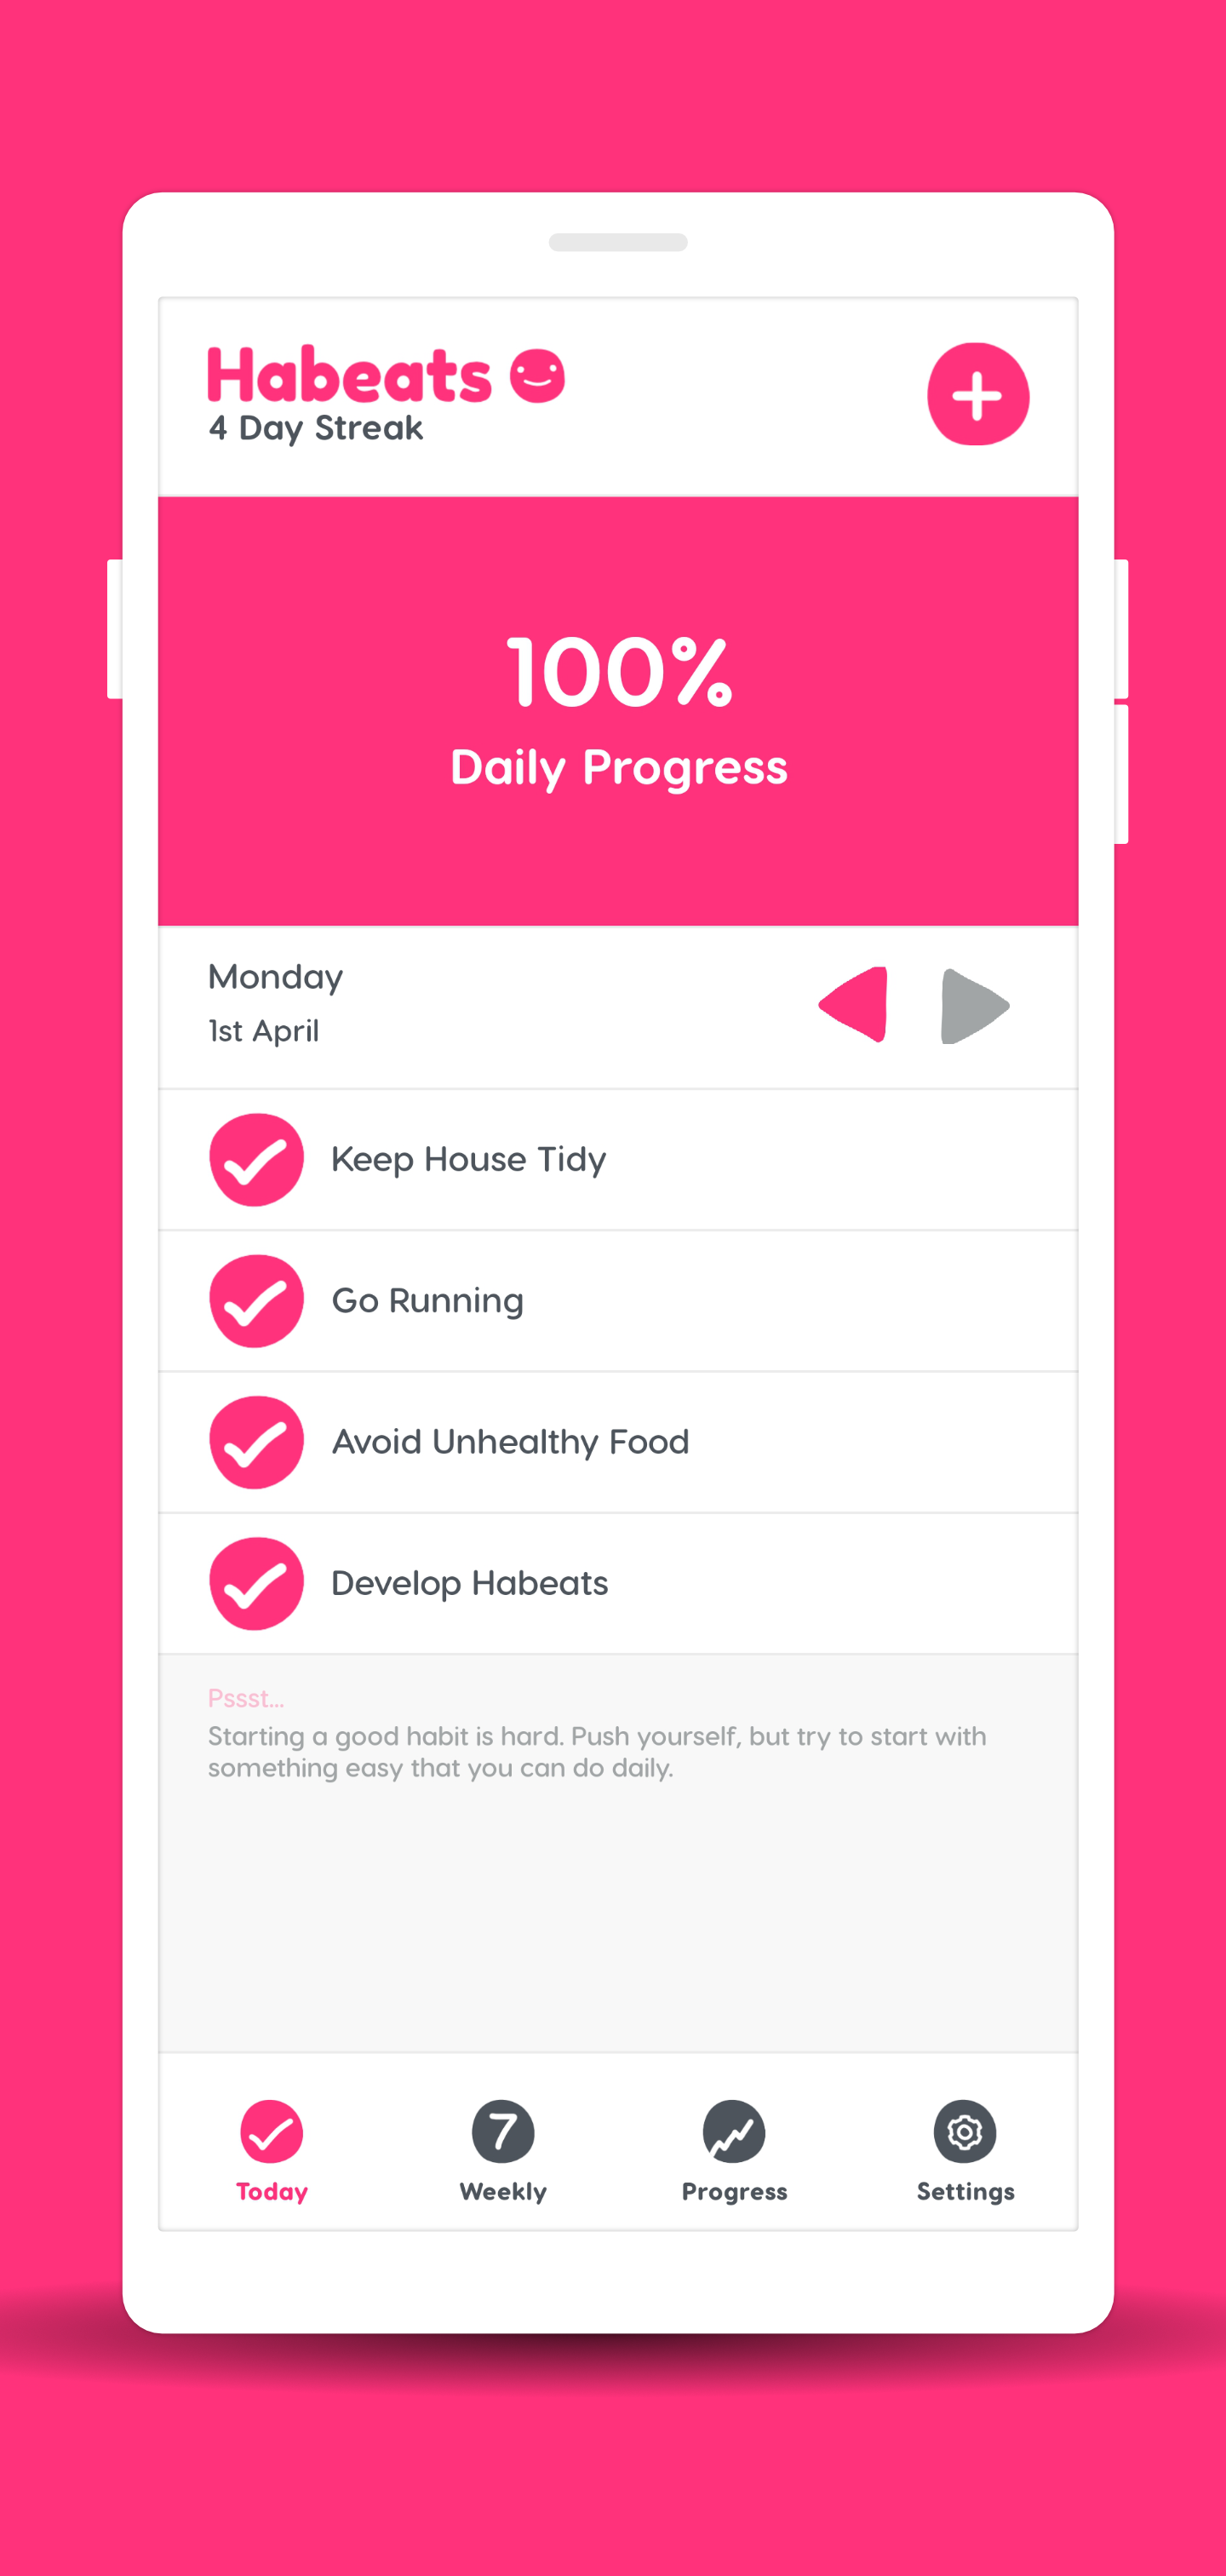 Habeats
4 Day Streak
100%
Daily Progress
Monday
1st April
Keep House Tidy
Go Running
Avoid Unhealthy Food
Develop Habeats
Pssst...
Starting a good habit is hard. Push yourself, but try to start with
something easy that you can do daily.
7
Today Weekly Progress Settings